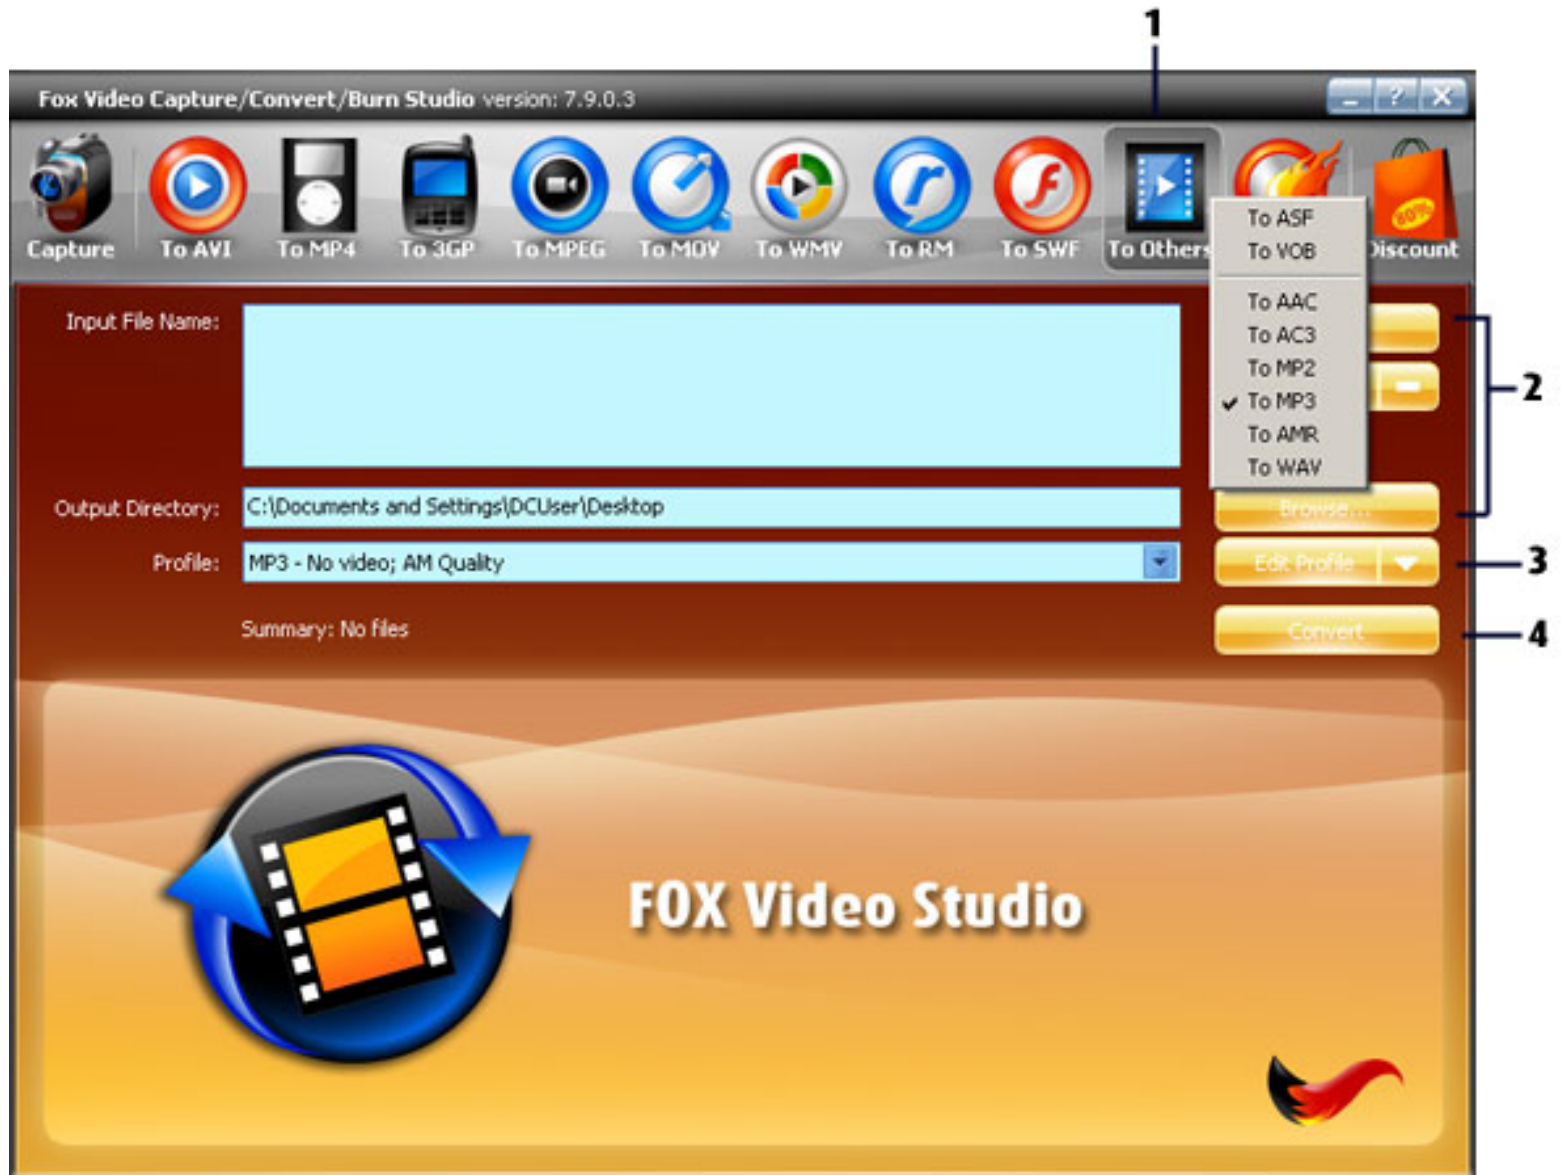 1
Fox Video Capture/Convert/Burn Studio version: 7.9.0.3
Capture
To AVI
To MP4
To 3GP
To MPEG
To MOV
To WMV
To RM
To SWF
To Others
80%
Discount
To ASF
To VOB
To AAC
To AC3
To MP2
To MP3
To AMR
To WAV
Input File Name:
2
Output Directory:
C:\Documents and Settings\DCUser\Desktop
Browse...
Profile:
MP3 - No video; AM Quality
Edit Profile
3
Summary: No files
Convert
4
FOX Video Studio